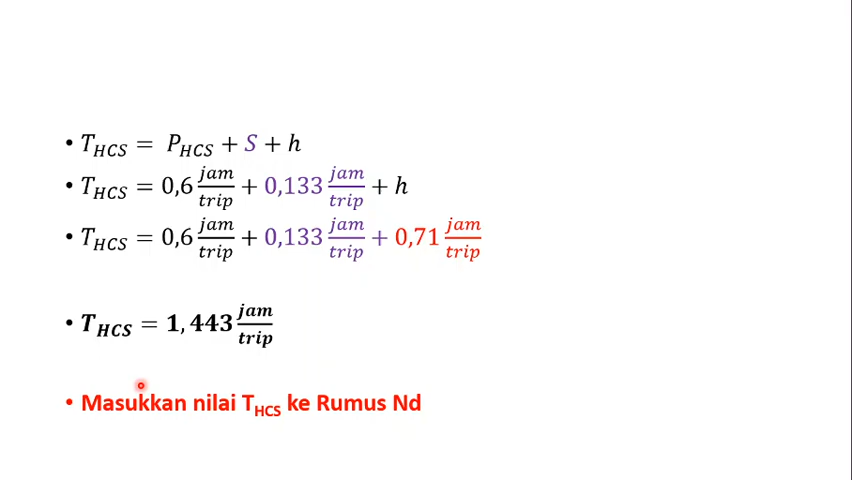 • T_HCS = P_HCS + S + h
• T_HCS = 0,6 jam/trip + 0,133 jam/trip + h
• T_HCS = 0,6 jam/trip + 0,133 jam/trip + 0,71 jam/trip
• T_HCS = 1,443 jam/trip
• Masukkan nilai T_HCS ke Rumus Nd